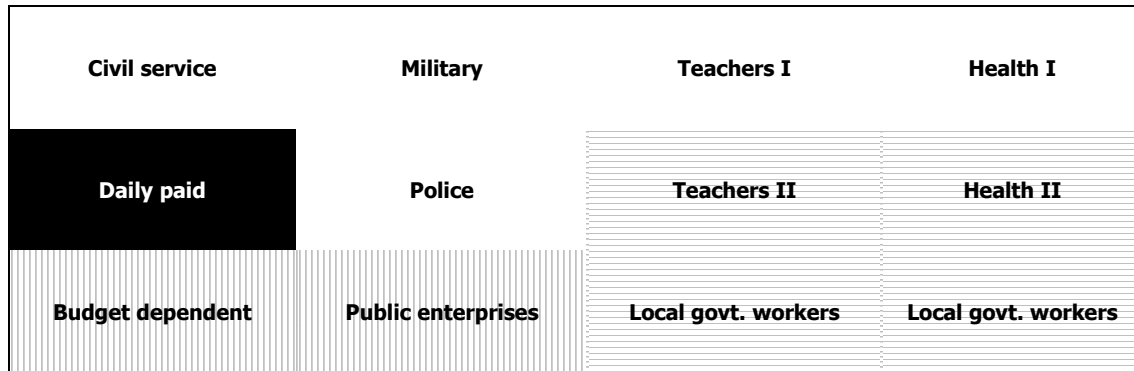 Civil service Military Teachers I Health I
Daily paid Police Teachers II Health II
Budget dependent Public enterprises Local govt. workers Local govt. workers